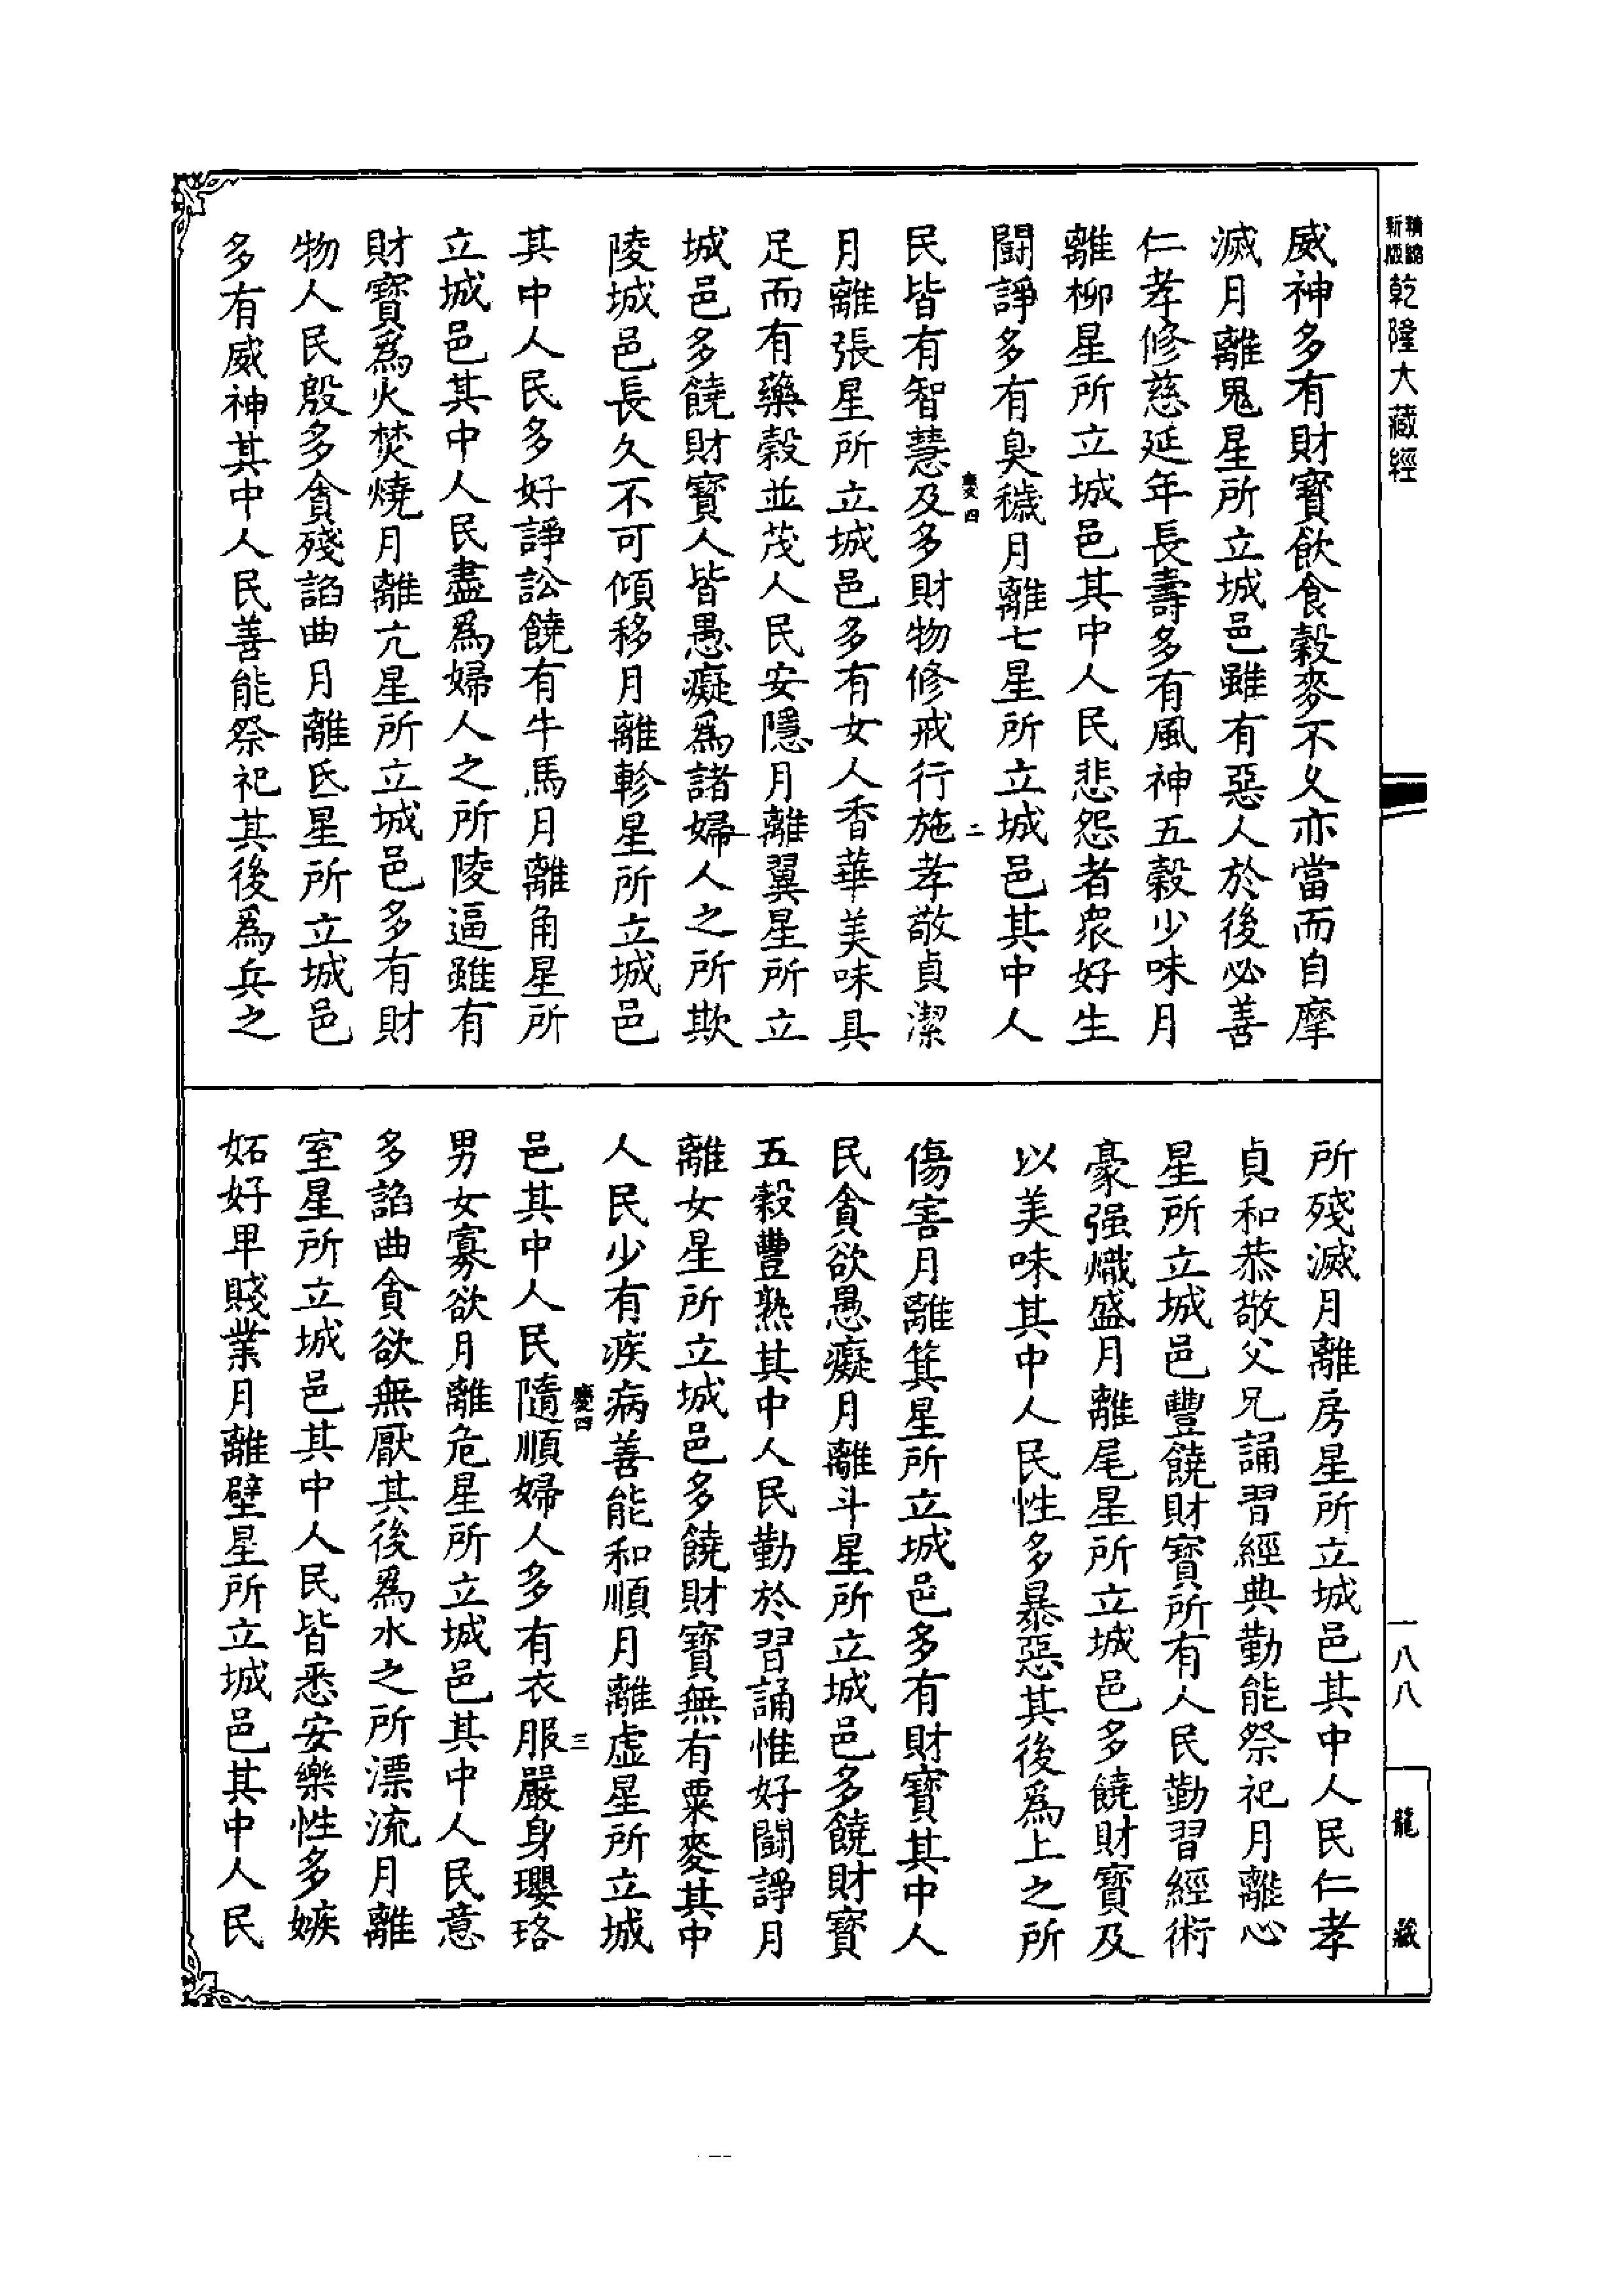 新版精縮乾隆大藏經
威神多有財寶飲食穀麥不久亦當而自摩
滅月離鬼星所立城邑雖有惡人於後必善
仁孝修慈延年長壽多有風神五穀少味月
離柳星所立城邑其中人民悲怨者衆好生
鬪諍多有臭穢月離七星所立城邑其中人
慶四
二
民皆有智慧及多財物修戒行施孝敬貞潔
月離張星所立城邑多有女人香華美味具
足而有藥穀並茂人民安隱月離翼星所立
城邑多饒財寶人皆愚癡爲諸婦人之所欺
陵城邑長久不可傾移月離軫星所立城邑
其中人民多好諍訟饒有牛馬月離角星所
立城邑其中人民盡爲婦人之所陵逼雖有
財寶爲火焚燒月離亢星所立城邑多有財
物人民殷多貪殘諂曲月離氐星所立城邑
多有威神其中人民善能祭祀其後爲兵之
所殘滅月離房星所立城邑其中人民仁孝
貞和恭敬父兄誦習經典勤能祭祀月離心
星所立城邑豐饒財寶所有人民勤習經術
豪强熾盛月離尾星所立城邑多饒財寶及
以美味其中人民性多暴惡其後爲上之所
傷害月離箕星所立城邑多有財寶其中人
民貪欲愚癡月離斗星所立城邑多饒財寶
五穀豐熟其中人民勤於習誦惟好鬪諍月
離女星所立城邑多饒財寶無有粟麥其中
人民少有疾病善能和順月離虛星所立城
慶四
三
邑其中人民隨順婦人多有衣服嚴身瓔珞
男女寡欲月離危星所立城邑其中人民意
多諂曲貪欲無厭其後爲水之所漂流月離
室星所立城邑其中人民皆悉安樂性多嫉
妬好卑賤業月離壁星所立城邑其中人民
一八八
龍藏